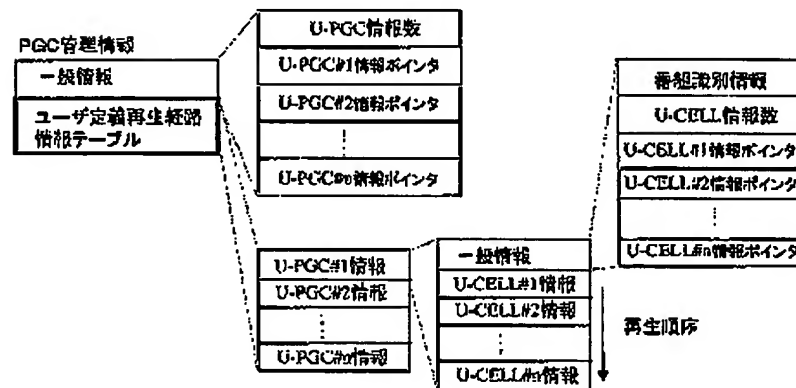 PGC管理情報
一般情報
ユーザ定義再生経路
情報テーブル
U-PGC情報数
U-PGC#1情報ポインタ
U-PGC#2情報ポインタ
⋮
U-PGC#n情報ポインタ
U-PGC#1情報
U-PGC#2情報
⋮
U-PGC#n情報
一般情報
U-CELL#1情報
U-CELL#2情報
⋮
U-CELL#n情報
番組識別情報
U-CELL情報数
U-CELL#1情報ポインタ
U-CELL#2情報ポインタ
⋮
U-CELL#n情報ポインタ
再生順序